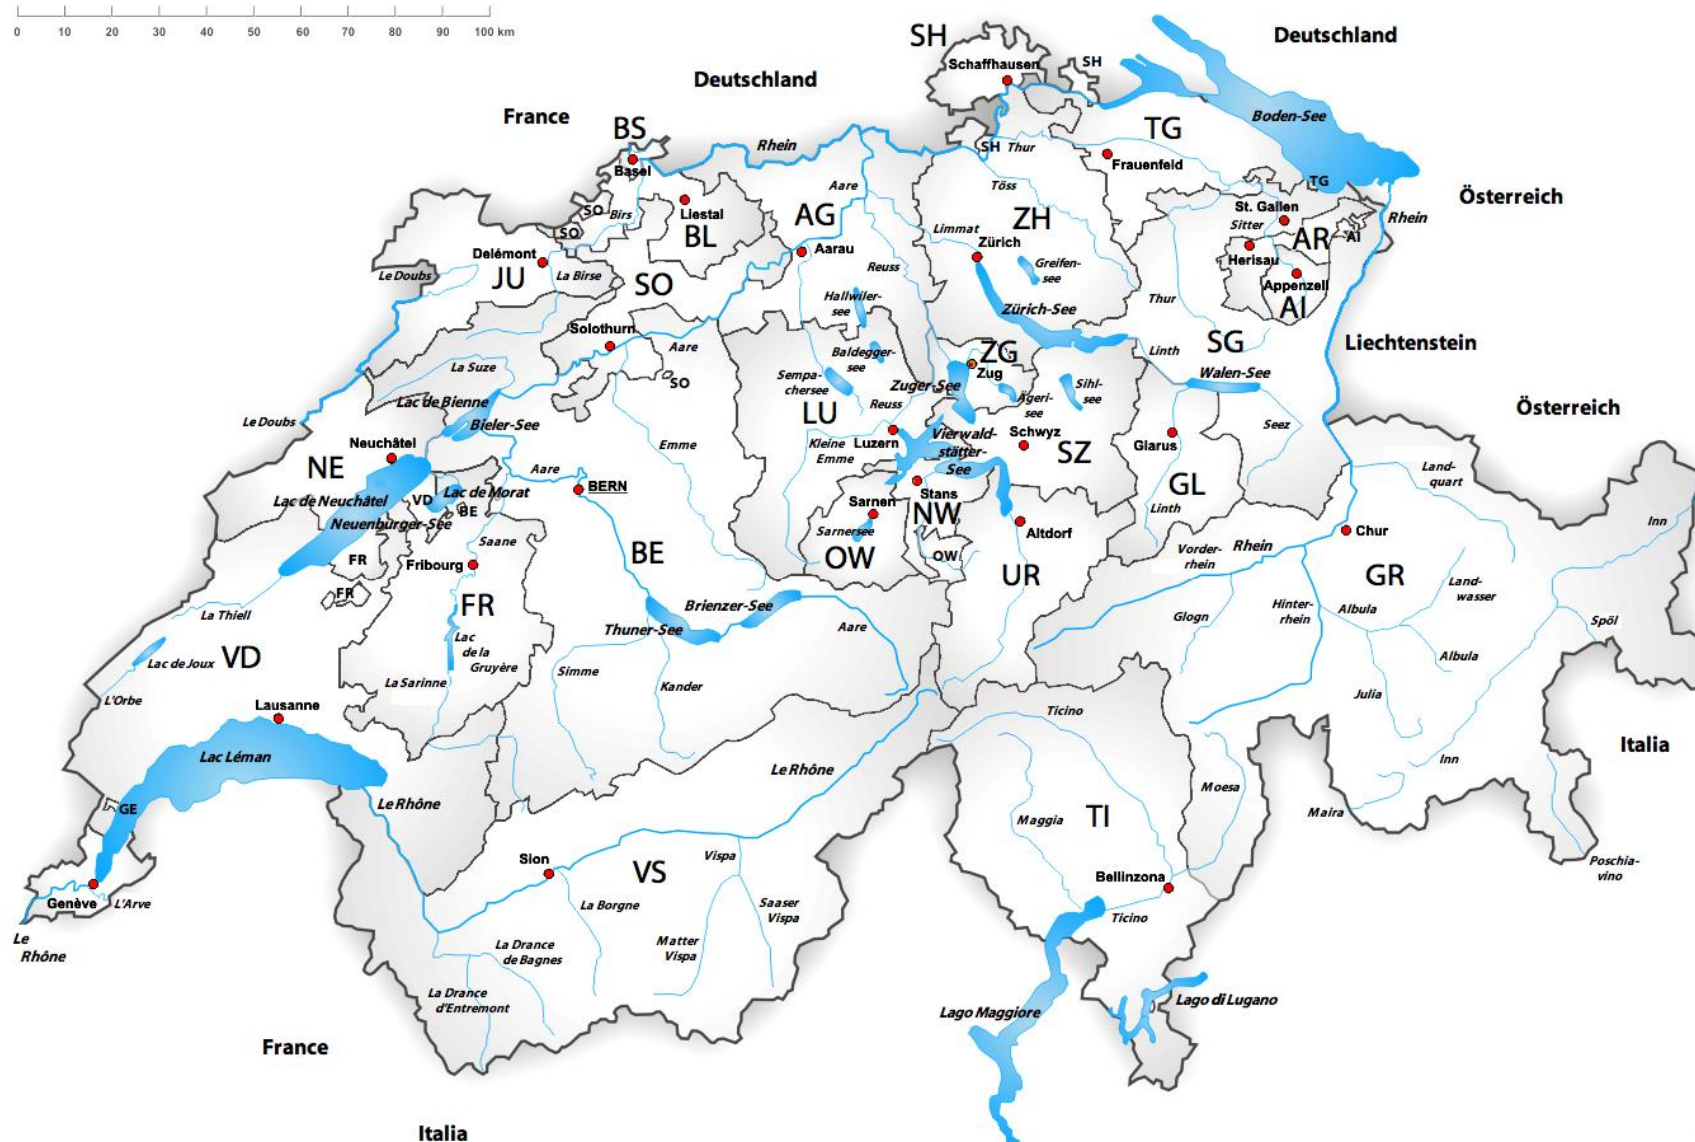 0 10 20 30 40 50 60 70 80 90 100 km
SH
Deutschland
Schaffhausen
SH
Deutschland
France
BS
Rhein
Boden-See
TG
SH
Thur
Basel
Frauenfeld
Aare
Töss
TG
Österreich
SO
Birs
Liestal
AG
ZH
St. Gallen
Rhein
SO
BL
Limmat
Zürich
Sitter
AR
AI
Delémont
Aarau
Herisau
Le Doubs
JU
La Birse
SO
Reuss
Greifen-
see
Appenzell
AI
Hallwiler-
see
Zürich-See
Thur
Solothurn
Aare
SG
Liechtenstein
Baldegger-
see
ZG
Zug
Linth
La Suze
SO
Sempa-
chersee
Zuger-See
Walen-See
Sihl-
see
Ägeri-
see
Lac de Bienne
LU
Reuss
Österreich
Le Doubs
Bieler-See
Neuchâtel
Emme
Kleine
Emme
Luzern
Vierwald-
stätter-
See
Schwyz
SZ
Glarus
Seez
NE
Aare
BERN
Land-
quart
Lac de Neuchâtel
VD
Lac de Morat
BE
Sarnen
Stans
GL
Neuenburger-See
NW
Linth
Inn
Saane
Sarnersee
Altdorf
Chur
FR
Fribourg
BE
OW
OW
UR
Vorder-
rhein
Rhein
GR
FR
FR
Brienzer-See
Land-
wasser
La Thiell
Thuner-See
Aare
Glogn
Hinter-
rhein
Albula
Spöl
Lac de Joux
VD
Lac
de la
Gruyère
Simme
Kander
Albula
La Sarinne
Julia
L'Orbe
Lausanne
Ticino
Italia
Lac Léman
Le Rhône
Inn
Le Rhône
Moesa
GE
Maggia
TI
Maira
Sion
VS
Vispa
Bellinzona
Poschia-
vino
Genève
L'Arve
La Borgne
Saaser
Vispa
Ticino
Le
Rhône
La Drance
de Bagnes
Matter
Vispa
La Drance
d'Entremont
Lago Maggiore
Lago di Lugano
France
Italia